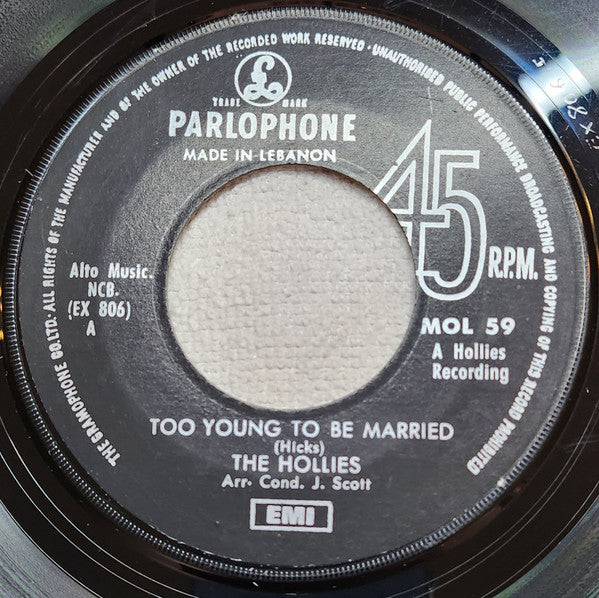 THE GRAMOPHONE CO.LTD. ALL RIGHTS OF THE MANUFACTURER AND OF THE OWNER OF THE RECORDED WORK RESERVED · UNAUTHORISED PUBLIC PERFORMANCE BROADCASTING AND COPYING OF THIS RECORD PROHIBITED
£
TRADE MARK
PARLOPHONE
MADE IN LEBANON
45
R.P.M.
Alto Music.
NCB.
(EX 806)
A
MOL 59
A Hollies
Recording
TOO YOUNG TO BE MARRIED
(Hicks)
THE HOLLIES
Arr. Cond. J. Scott
EMI